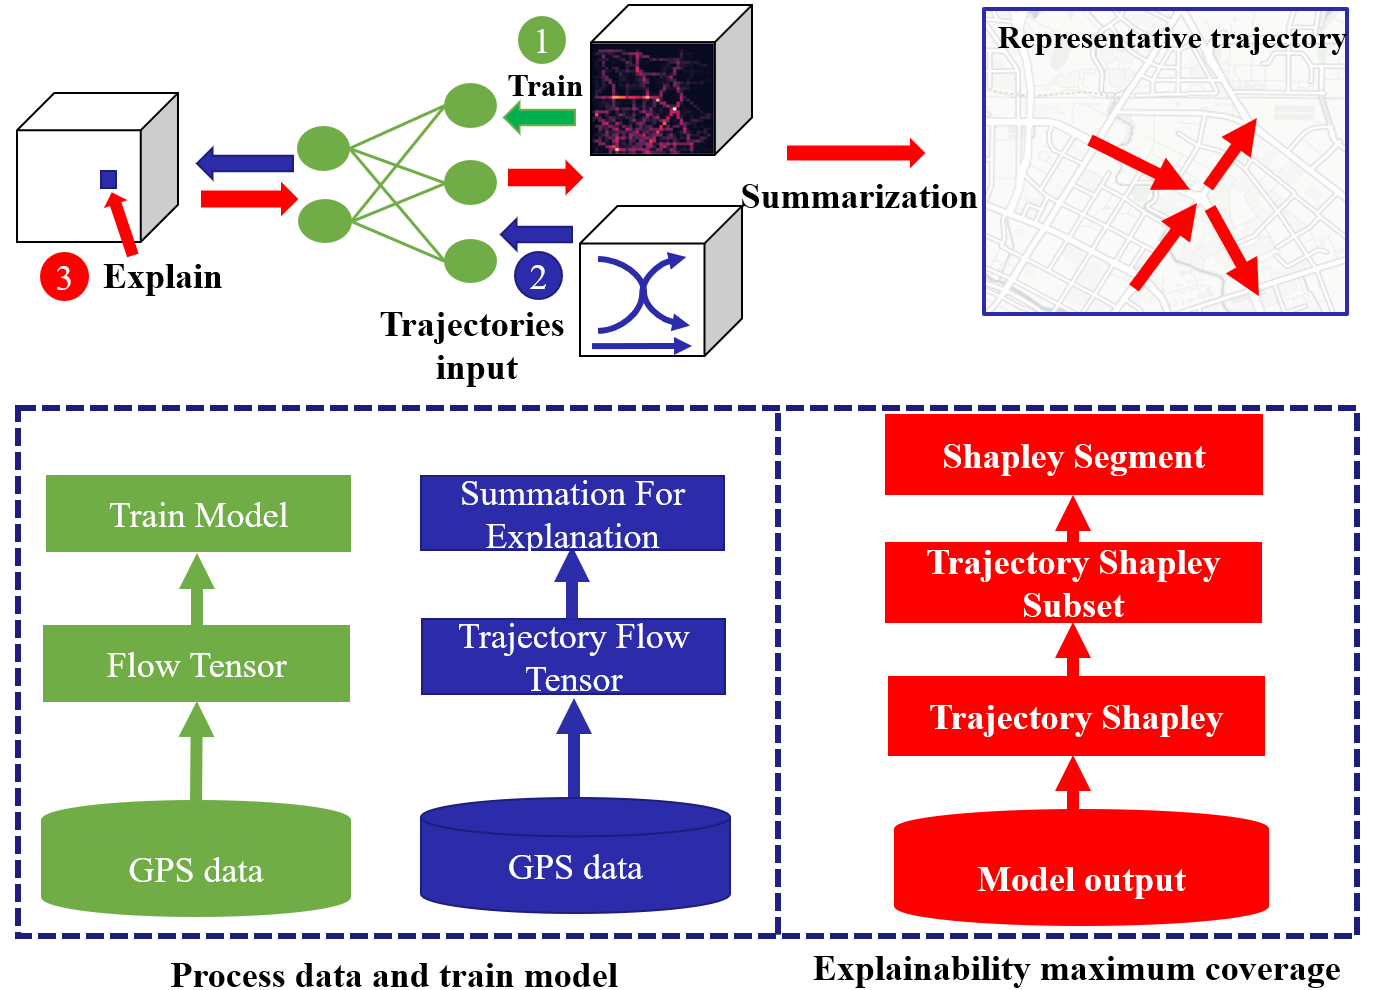 1
Train
Representative trajectory
Summarization
3
Explain
2
Trajectories
input
Train Model
Flow Tensor
GPS data
Summation For
Explanation
Trajectory Flow
Tensor
GPS data
Shapley Segment
Trajectory Shapley
Subset
Trajectory Shapley
Model output
Process data and train model
Explainability maximum coverage